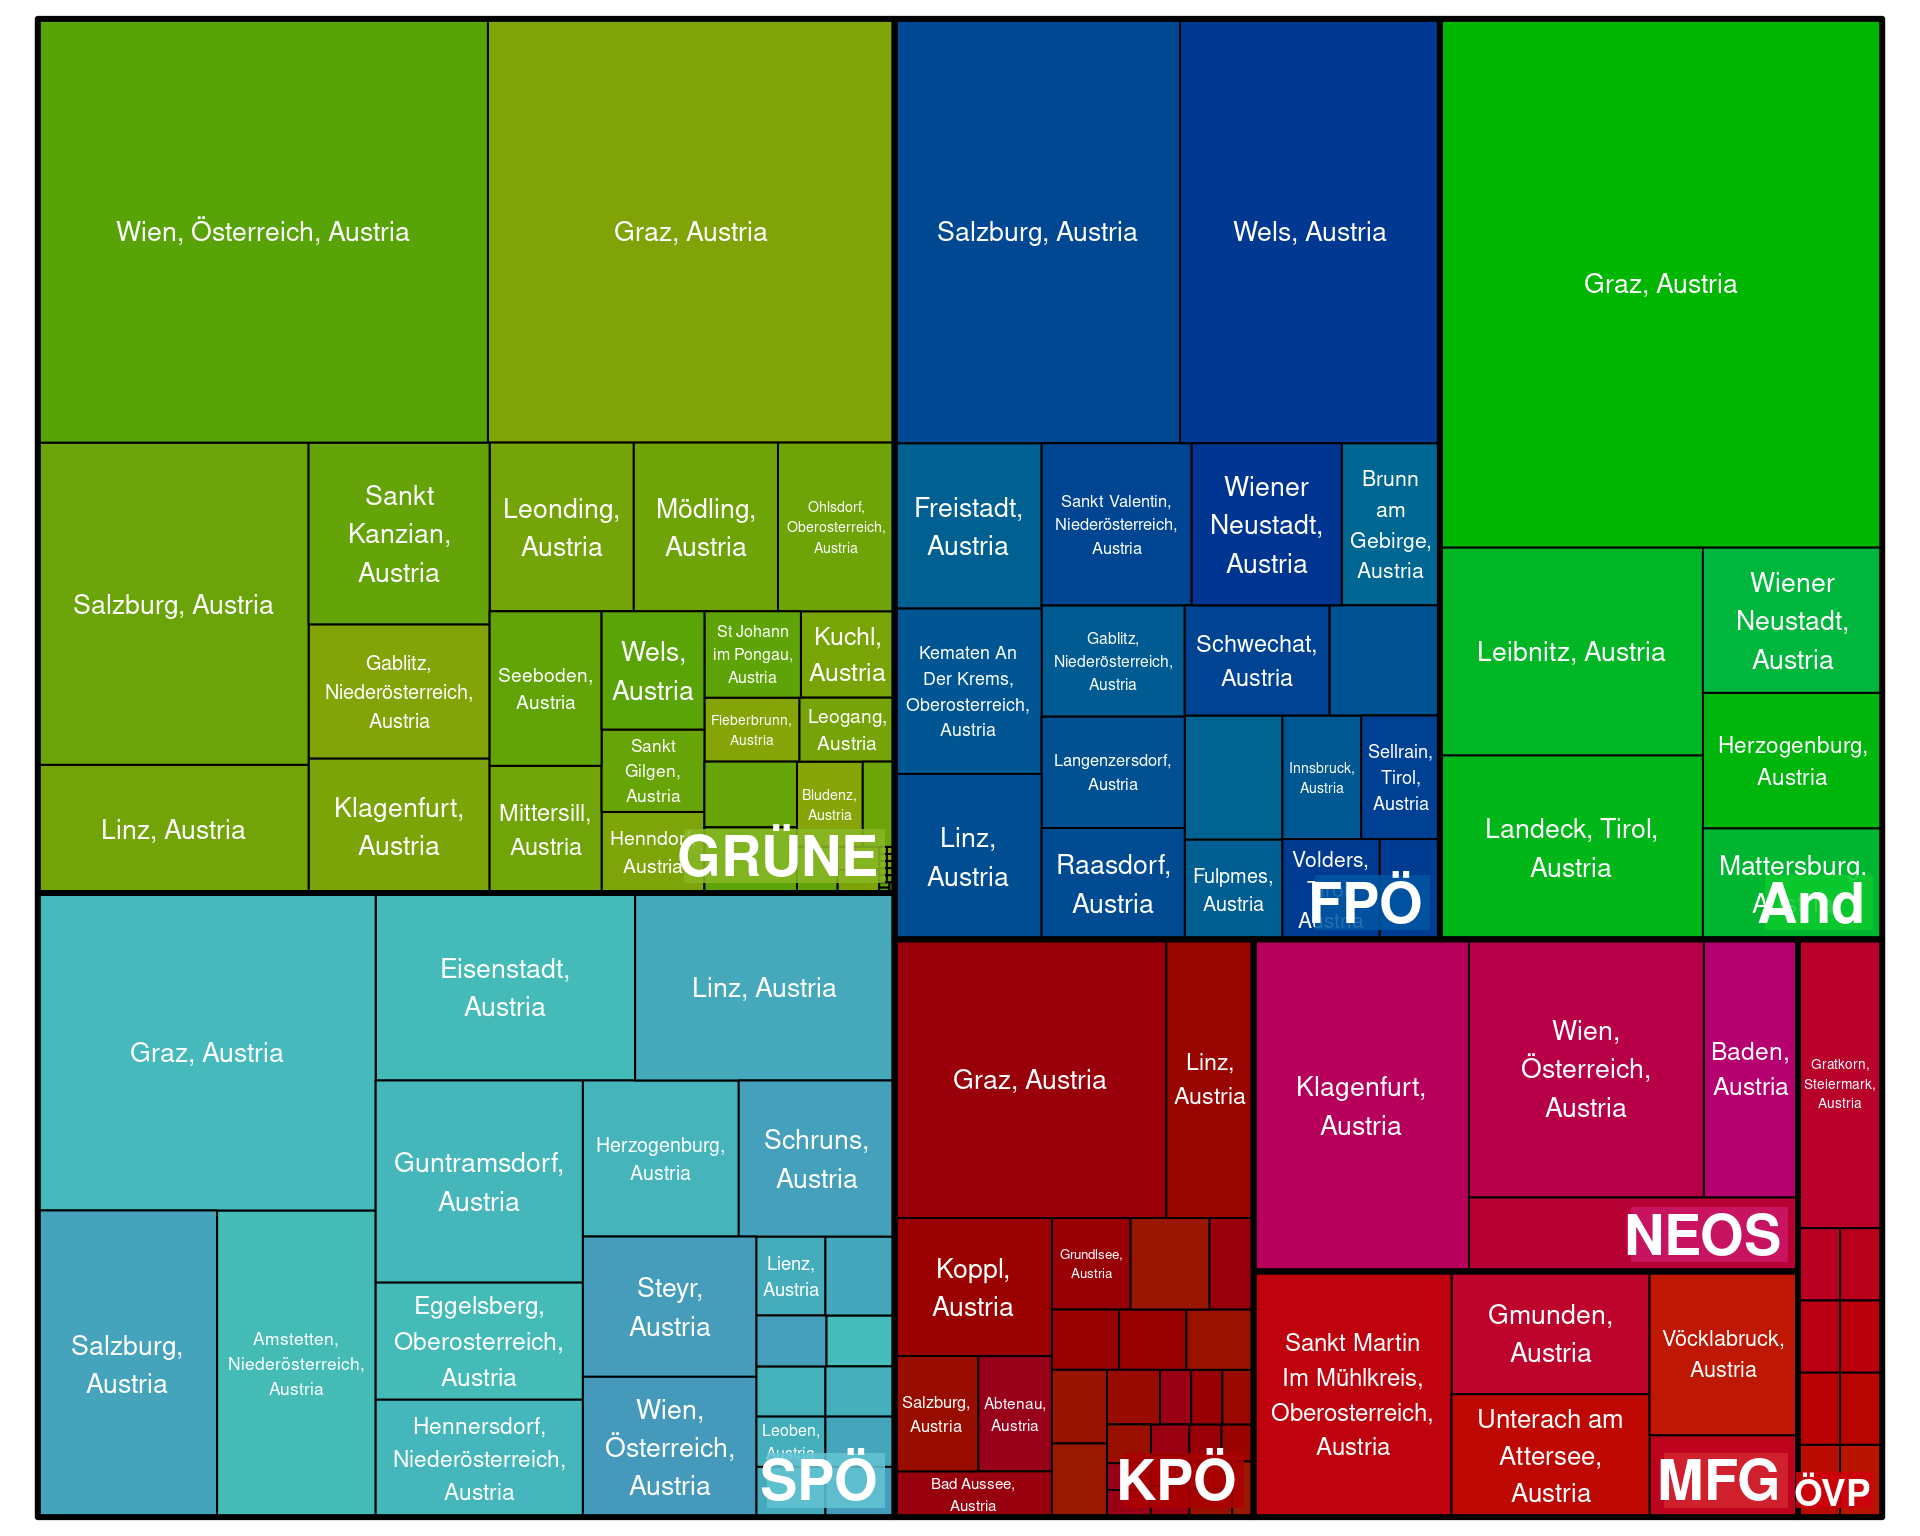 Wien, Österreich, Austria
Graz, Austria
Salzburg, Austria
Sankt
Kanzian,
Austria
Leonding,
Austria
Mödling,
Austria
Ohlsdorf,
Oberosterreich,
Austria
Gablitz,
Niederösterreich,
Austria
Seeboden,
Austria
Wels,
Austria
St Johann
im Pongau,
Austria
Kuchl,
Austria
Fieberbrunn,
Austria
Leogang,
Austria
Linz, Austria
Klagenfurt,
Austria
Mittersill,
Austria
Sankt
Gilgen,
Austria
Bludenz,
Austria
Henndorf,
Austria
GRÜNE
Salzburg, Austria
Wels, Austria
Freistadt,
Austria
Sankt Valentin,
Niederösterreich,
Austria
Wiener
Neustadt,
Austria
Brunn
am
Gebirge,
Austria
Kematen An
Der Krems,
Oberosterreich,
Austria
Gablitz,
Niederösterreich,
Austria
Schwechat,
Austria
Langenzersdorf,
Austria
Innsbruck,
Austria
Sellrain,
Tirol,
Austria
Linz,
Austria
Raasdorf,
Austria
Fulpmes,
Austria
Volders,
Tirol,
Austria
FPÖ
Graz, Austria
Leibnitz, Austria
Wiener
Neustadt,
Austria
Herzogenburg,
Austria
Landeck, Tirol,
Austria
Mattersburg,
Austria
And
Graz, Austria
Eisenstadt,
Austria
Linz, Austria
Guntramsdorf,
Austria
Herzogenburg,
Austria
Schruns,
Austria
Salzburg,
Austria
Amstetten,
Niederösterreich,
Austria
Eggelsberg,
Oberosterreich,
Austria
Steyr,
Austria
Lienz,
Austria
Hennersdorf,
Niederösterreich,
Austria
Wien,
Österreich,
Austria
Leoben,
Austria
SPÖ
Graz, Austria
Linz,
Austria
Koppl,
Austria
Grundlsee,
Austria
Salzburg,
Austria
Abtenau,
Austria
Bad Aussee,
Austria
KPÖ
Klagenfurt,
Austria
Wien,
Österreich,
Austria
Baden,
Austria
NEOS
Sankt Martin
Im Mühlkreis,
Oberosterreich,
Austria
Gmunden,
Austria
Vöcklabruck,
Austria
Unterach am
Attersee,
Austria
MFG
Gratkorn,
Steiermark,
Austria
ÖVP